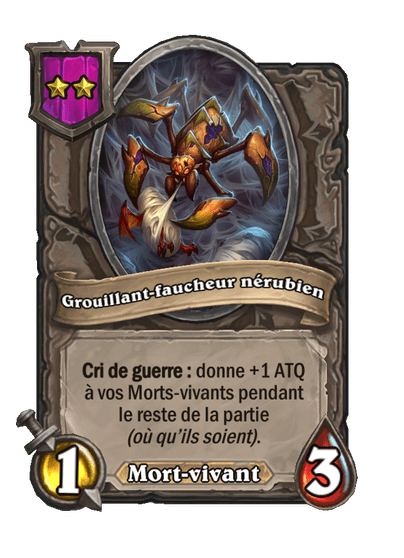 Grouillant-faucheur nérubien
Cri de guerre : donne +1 ATQ
à vos Morts-vivants pendant
le reste de la partie
(où qu'ils soient).
1
Mort-vivant
3